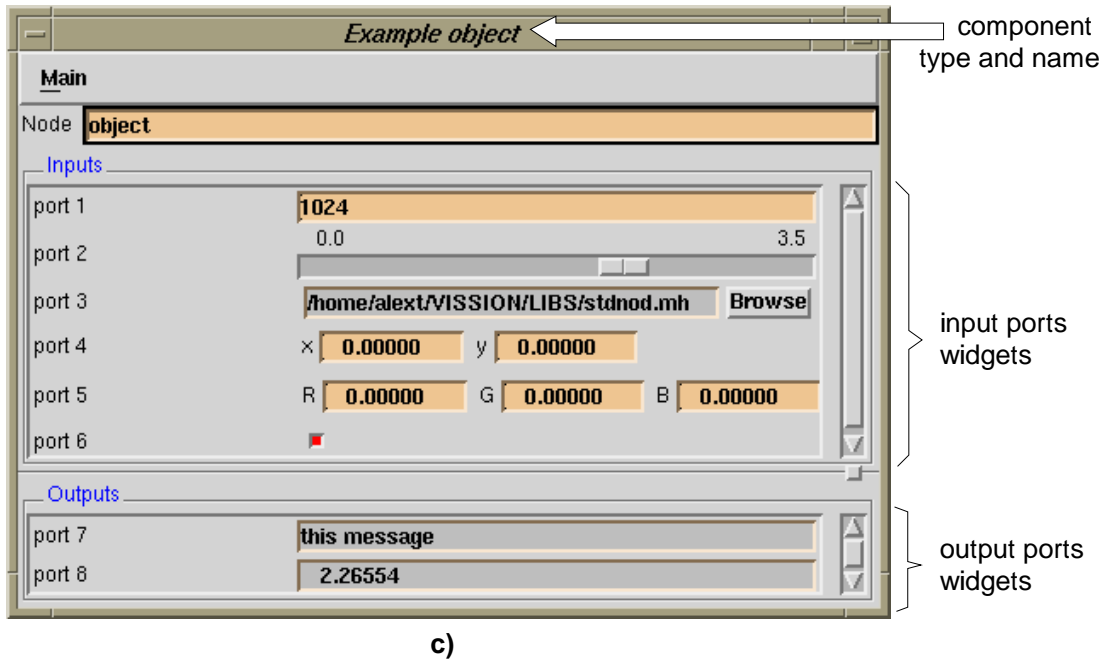 Example object
component
type and name
Main
Node object
Inputs
port 1 1024
port 2 0.0 3.5
port 3 /home/alext/VISSION/LIBS/stdnod.mh Browse
port 4 x 0.00000 y 0.00000
port 5 R 0.00000 G 0.00000 B 0.00000
port 6
input ports
widgets
Outputs
port 7 this message
port 8 2.26554
output ports
widgets
c)